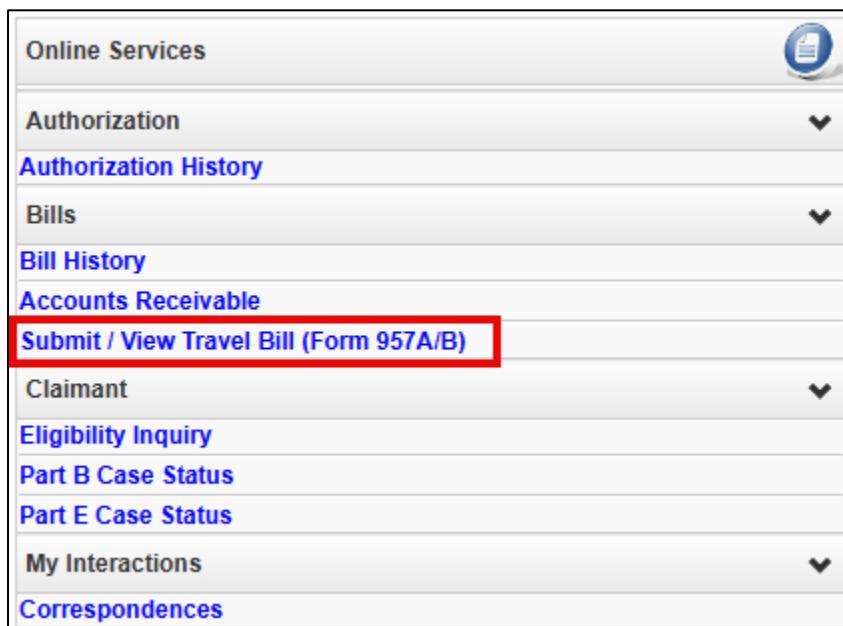 Online Services
Authorization
Authorization History
Bills
Bill History
Accounts Receivable
Submit / View Travel Bill (Form 957A/B)
Claimant
Eligibility Inquiry
Part B Case Status
Part E Case Status
My Interactions
Correspondences